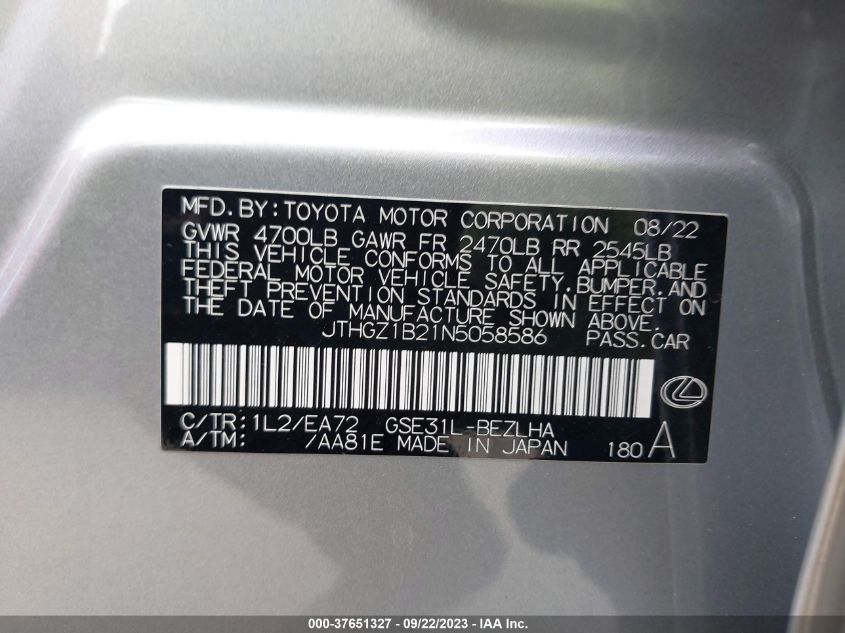 MFD.BY:TOYOTA MOTOR CORPORATION 08/22
GVWR 4700LB GAWR FR 2470LB RR 2545LB
THIS VEHICLE CONFORMS TO ALL APPLICABLE
FEDERAL MOTOR VEHICLE SAFETY,BUMPER,AND
THEFT PREVENTION STANDARDS IN EFFECT ON
THE DATE OF MANUFACTURE SHOWN ABOVE.
JTHGZ1B21N5058586 PASS.CAR
C/TR:1L2/EA72 GSE31L-BEZLHA
A/TM: /AA81E MADE IN JAPAN 180 A
000-37651327 - 09/22/2023 - IAA Inc.